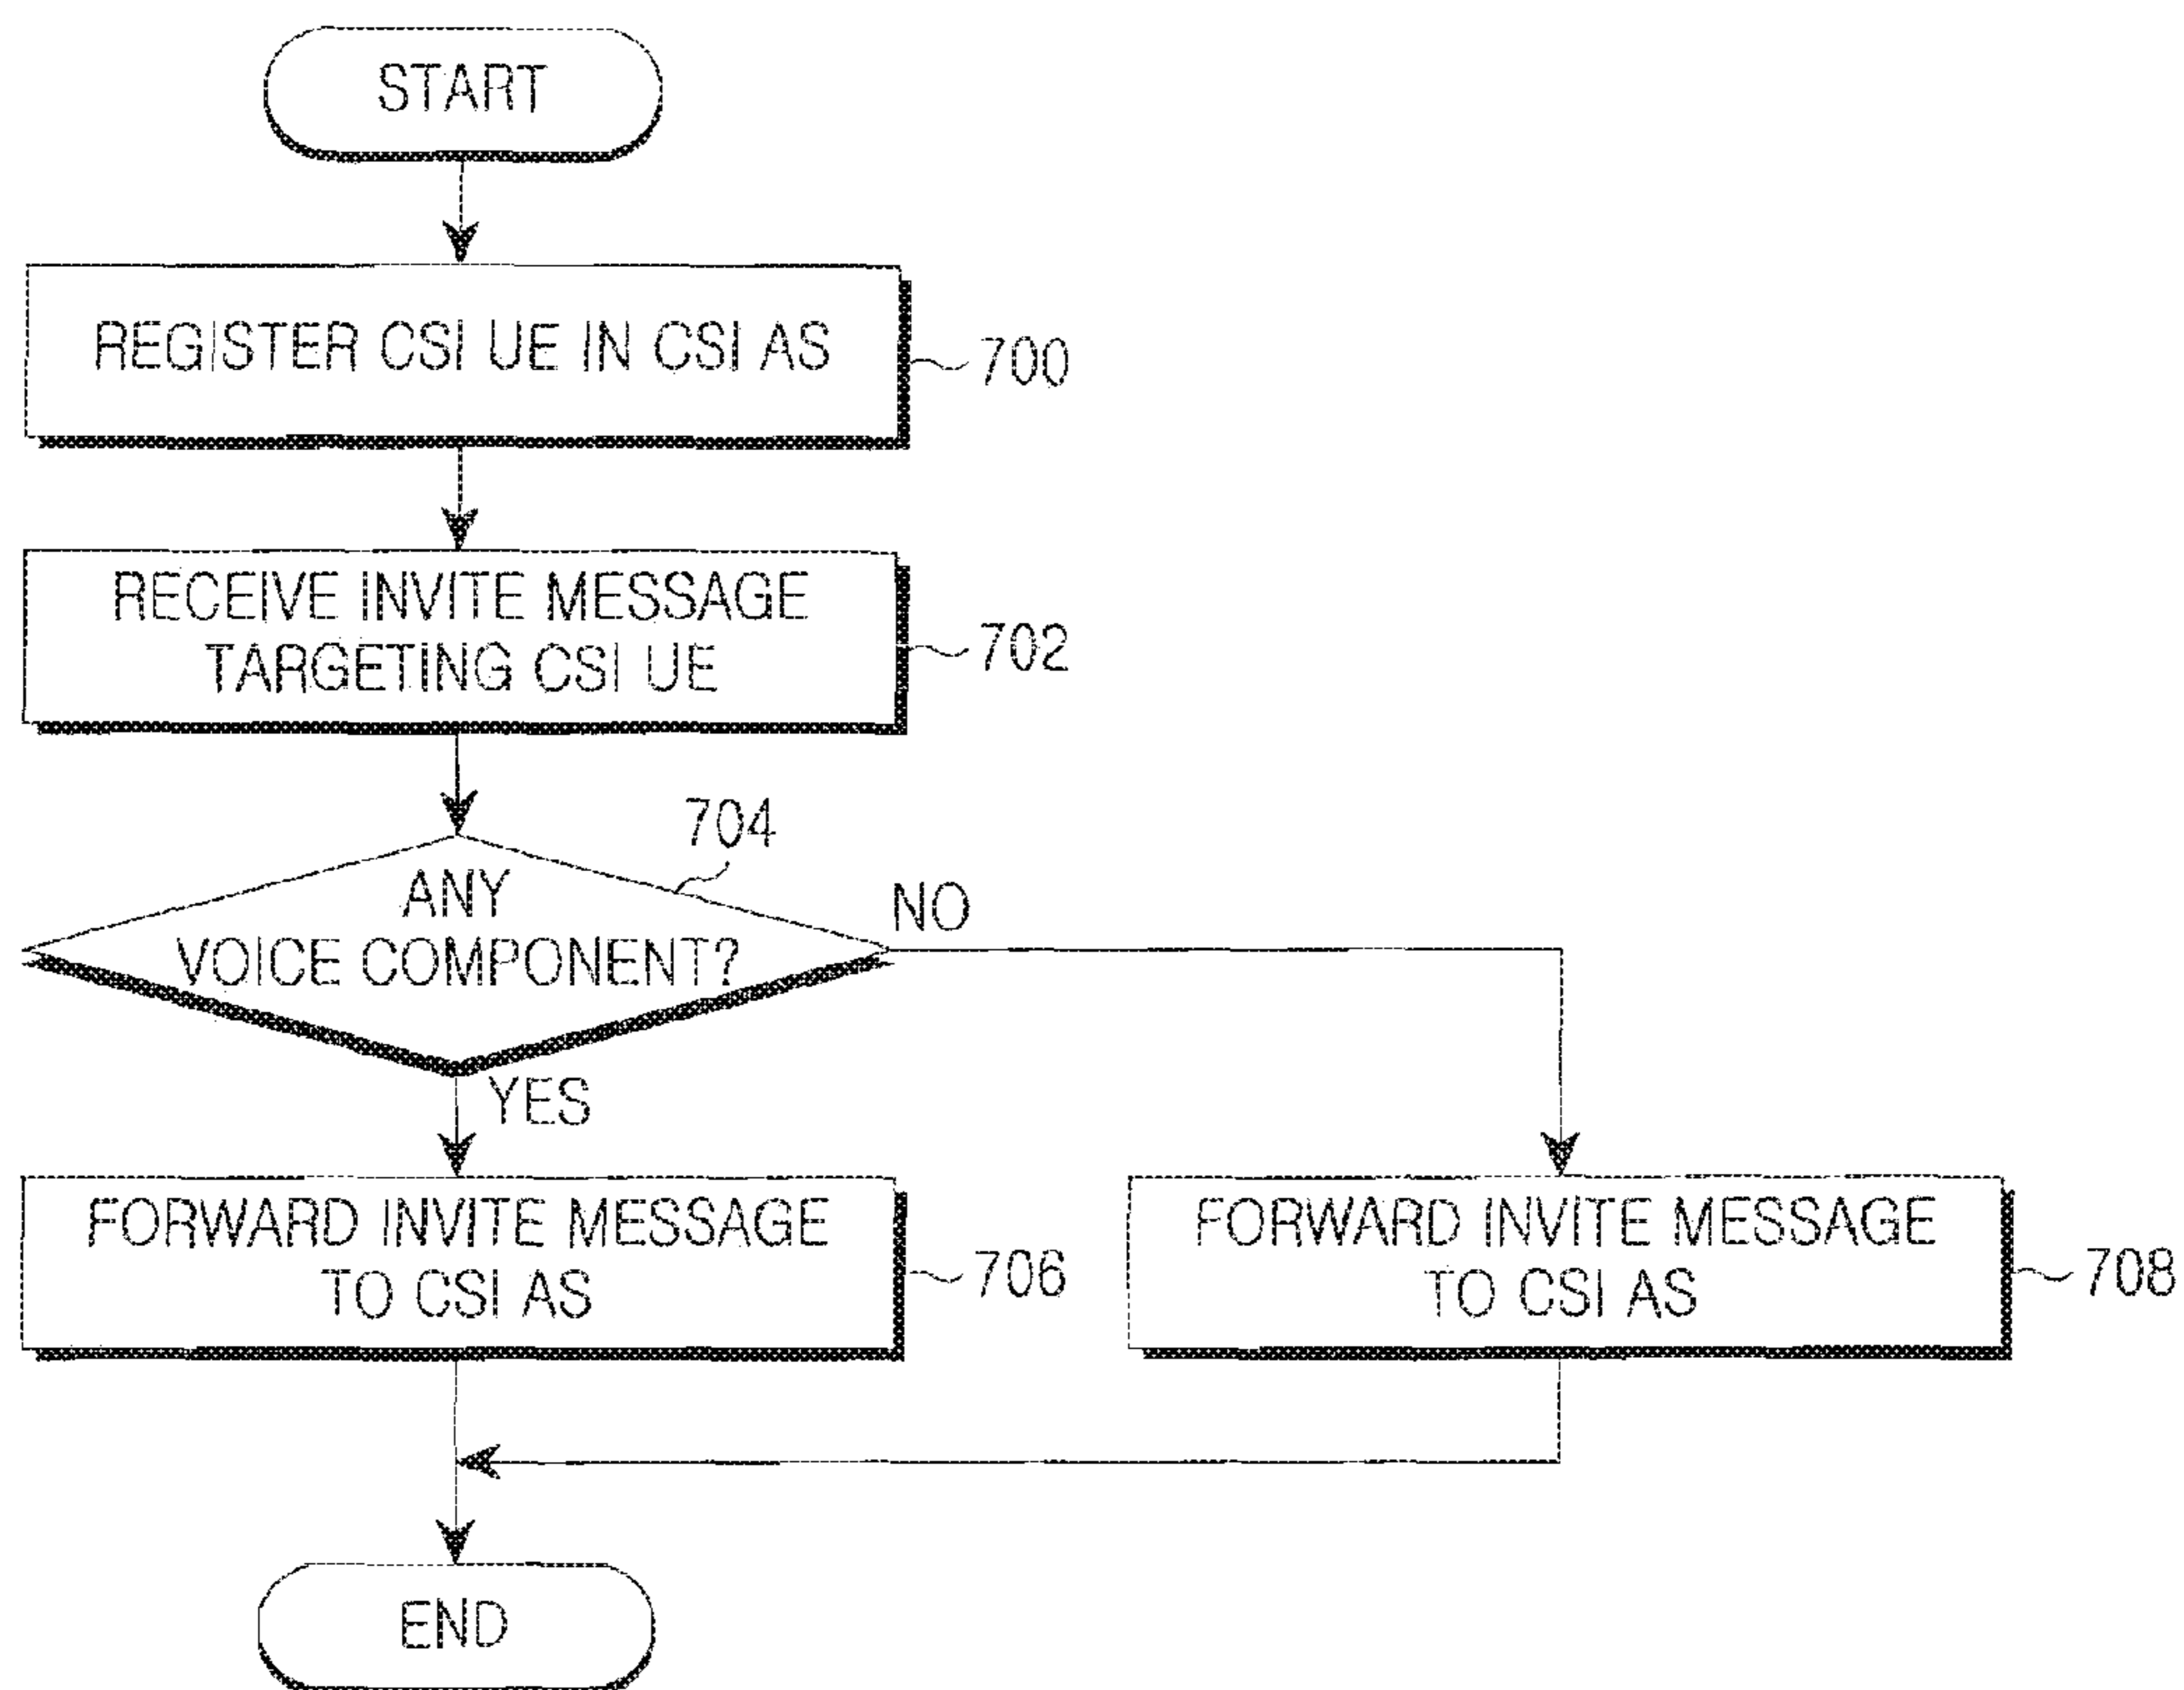 START
REGISTER CSI UE IN CSI AS
700
RECEIVE INVITE MESSAGE
TARGETING CSI UE
702
704
ANY
VOICE COMPONENT?
NO
YES
FORWARD INVITE MESSAGE
TO CSI AS
706
FORWARD INVITE MESSAGE
TO CSI AS
708
END